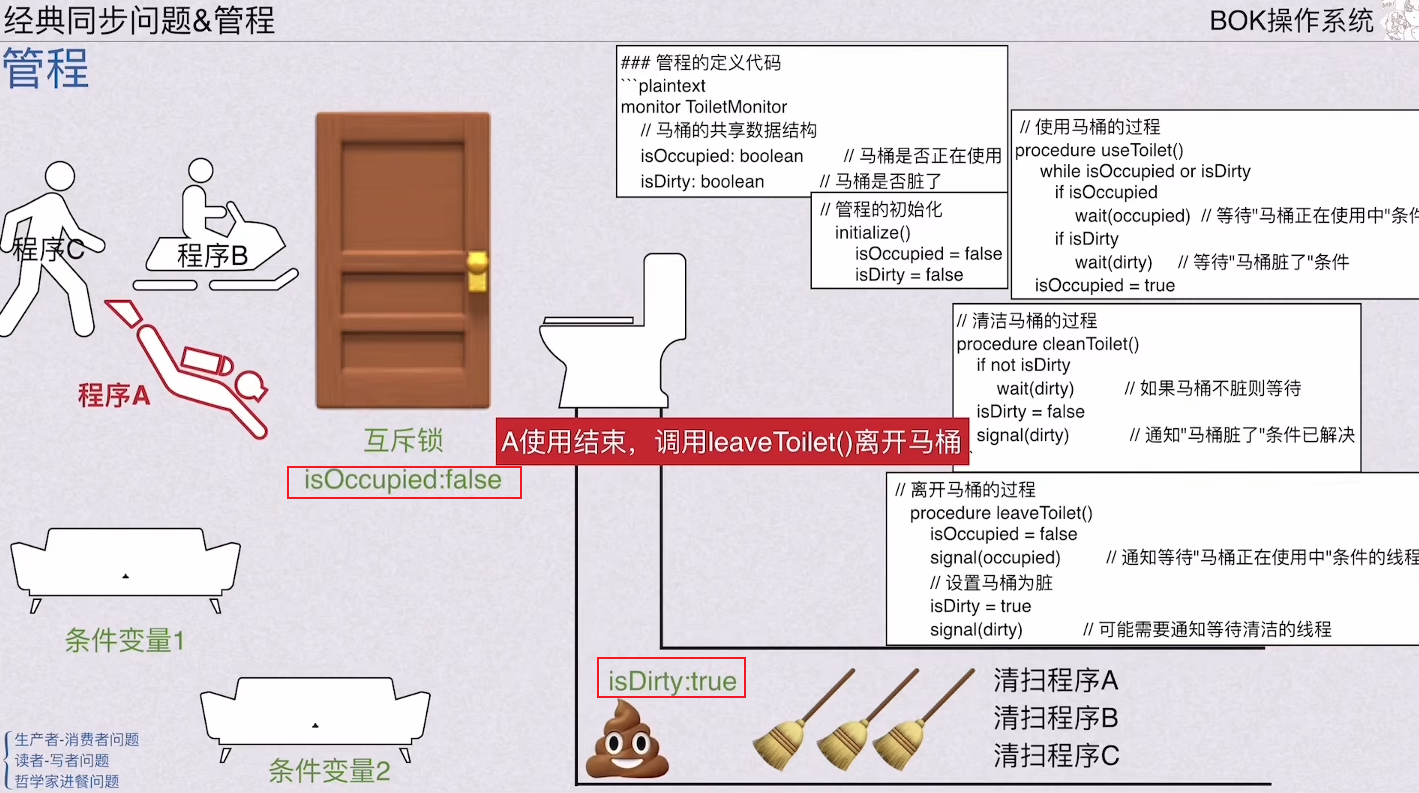 经典同步问题&管程
BOK操作系统
管程
### 管程的定义代码
```plaintext
monitor ToiletMonitor
// 马桶的共享数据结构
isOccupied: boolean // 马桶是否正在使用
isDirty: boolean // 马桶是否脏了
// 管程的初始化
initialize()
isOccupied = false
isDirty = false
// 使用马桶的过程
procedure useToilet()
while isOccupied or isDirty
if isOccupied
wait(occupied) // 等待"马桶正在使用中"条件
if isDirty
wait(dirty) // 等待"马桶脏了"条件
isOccupied = true
程序C
程序B
程序A
// 清洁马桶的过程
procedure cleanToilet()
if not isDirty
wait(dirty) // 如果马桶不脏则等待
isDirty = false
signal(dirty) // 通知"马桶脏了"条件已解决
互斥锁
isOccupied:false
A使用结束，调用leaveToilet()离开马桶
// 离开马桶的过程
procedure leaveToilet()
isOccupied = false
signal(occupied) // 通知等待"马桶正在使用中"条件的线程
// 设置马桶为脏
isDirty = true
signal(dirty) // 可能需要通知等待清洁的线程
条件变量1
条件变量2
isDirty:true
清扫程序A
清扫程序B
清扫程序C
生产者-消费者问题
读者-写者问题
哲学家进餐问题